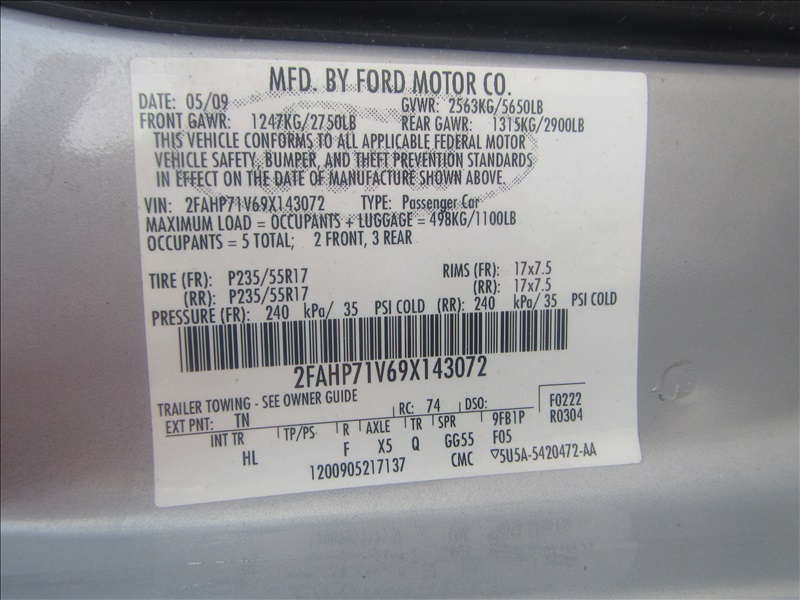 MFD. BY FORD MOTOR CO.
DATE: 05/09 GVWR: 2563KG/5650LB
FRONT GAWR: 1247KG/2750LB REAR GAWR: 1315KG/2900LB
THIS VEHICLE CONFORMS TO ALL APPLICABLE FEDERAL MOTOR
VEHICLE SAFETY, BUMPER, AND THEFT PREVENTION STANDARDS
IN EFFECT ON THE DATE OF MANUFACTURE SHOWN ABOVE.
VIN: 2FAHP71V69X143072 TYPE: Passenger Car
MAXIMUM LOAD = OCCUPANTS + LUGGAGE = 498KG/1100LB
OCCUPANTS = 5 TOTAL; 2 FRONT, 3 REAR
TIRE (FR): P235/55R17 RIMS (FR): 17x7.5
(RR): P235/55R17 (RR): 17x7.5
PRESSURE (FR): 240 kPa/ 35 PSI COLD (RR): 240 kPa/ 35 PSI COLD
2FAHP71V69X143072
TRAILER TOWING - SEE OWNER GUIDE
EXT PNT: TN RC: 74 DSO: F0222
R0304
INT TR TP/PS R AXLE TR SPR 9FB1P
HL F X5 Q GG55 F05
1200905217137 CMC ▽5U5A-5420472-AA